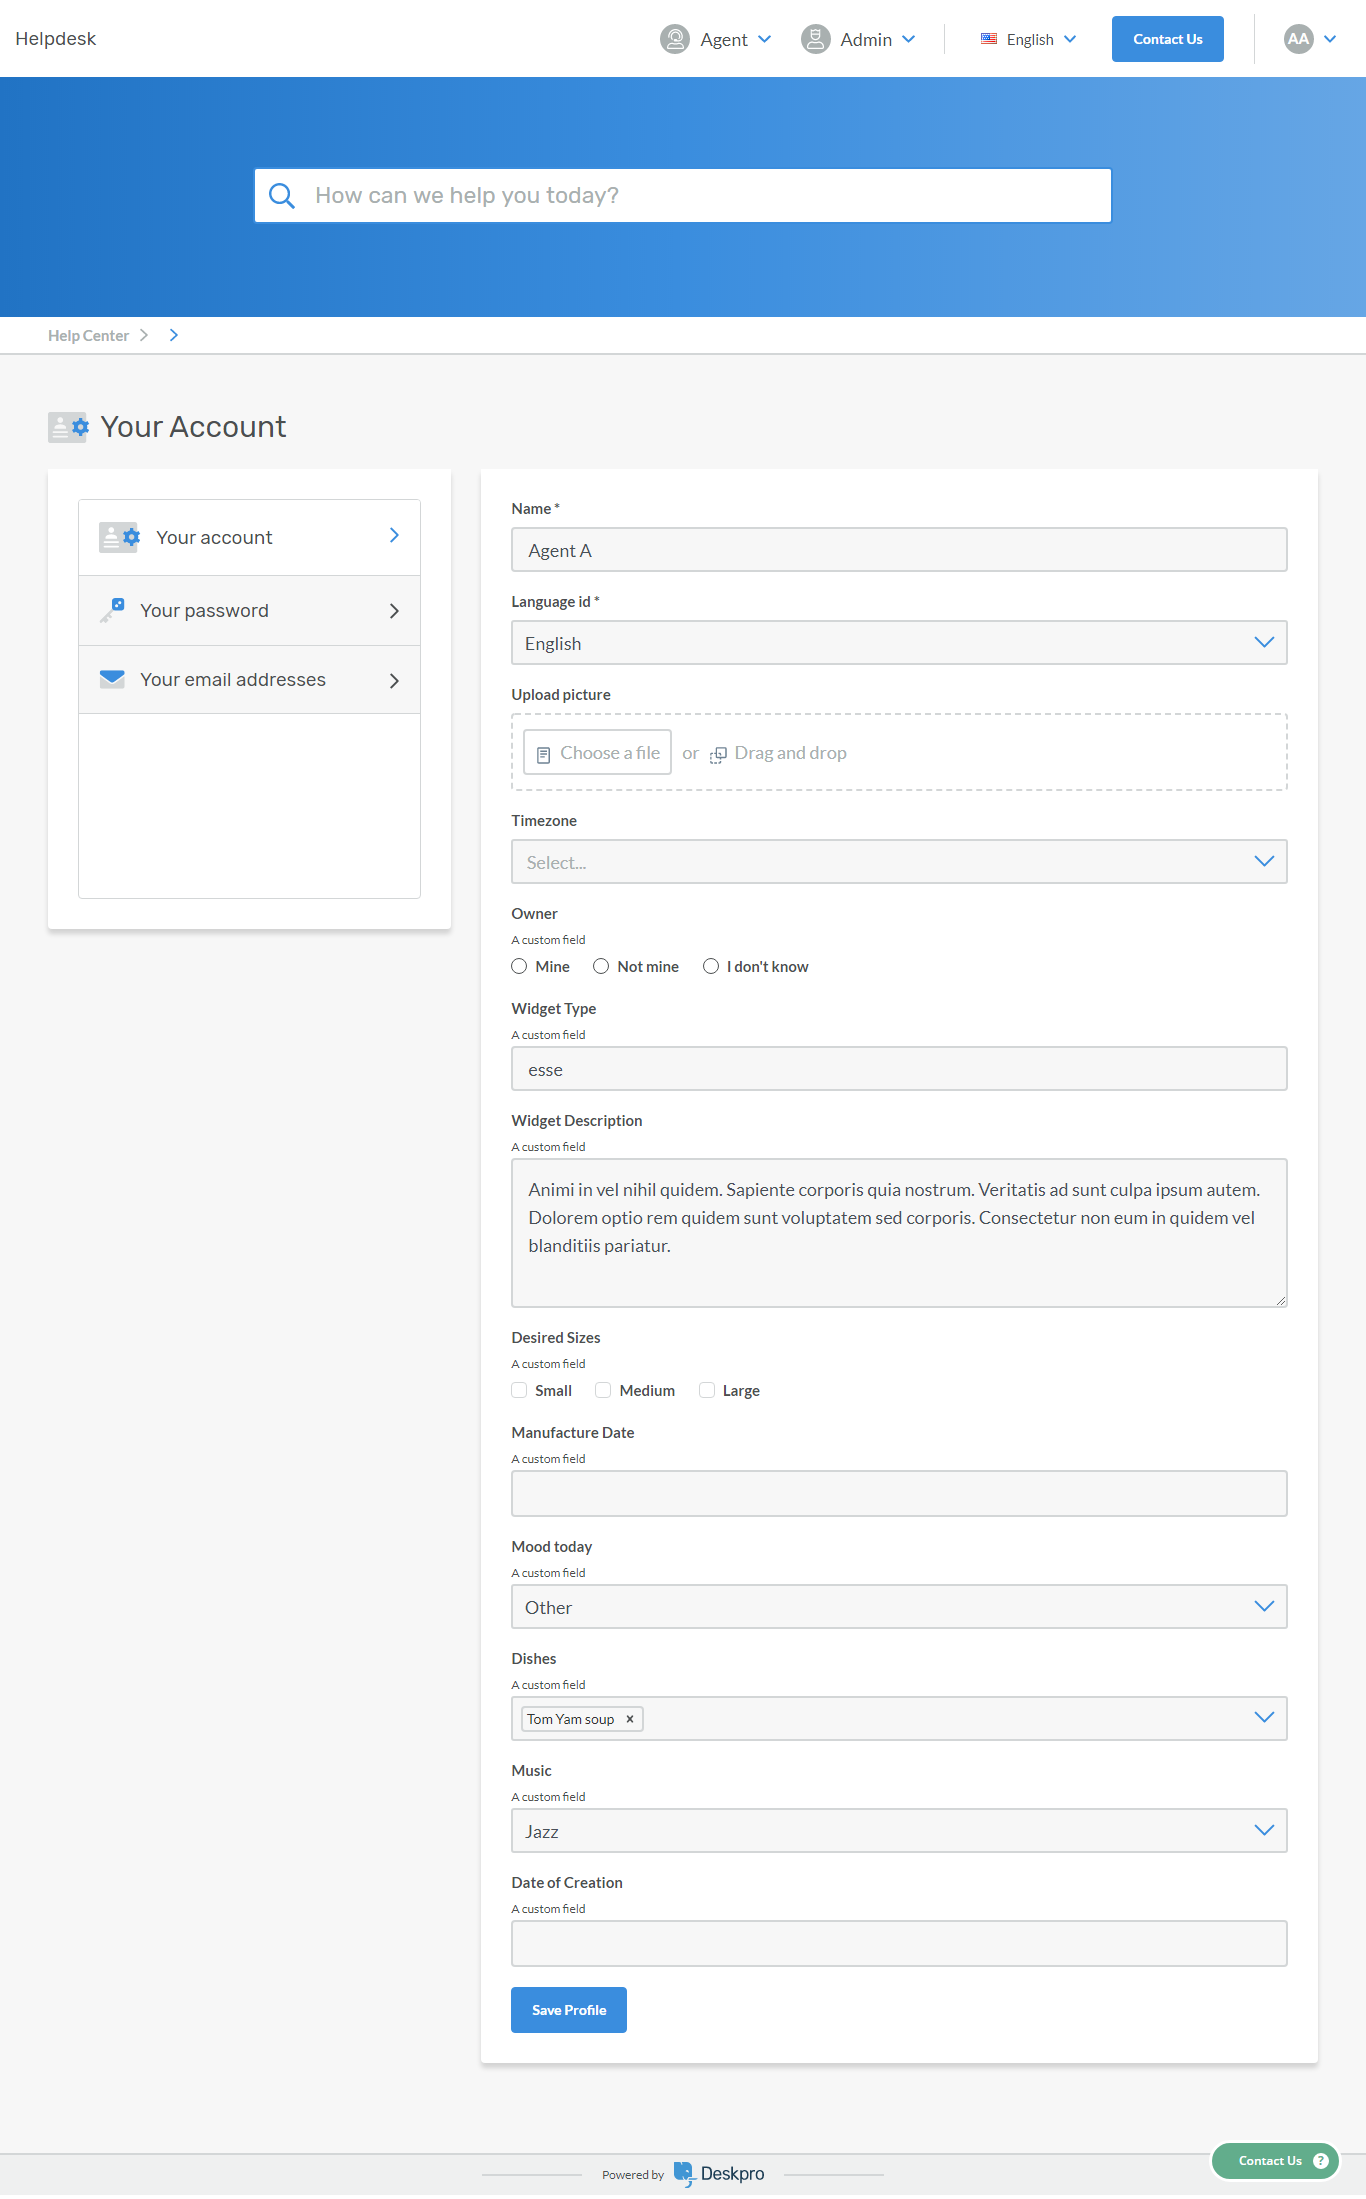 Helpdesk
Agent
Admin
English
Contact Us
AA
How can we help you today?
Help Center
Your Account
Your account
Your password
Your email addresses
Name *
Agent A
Language id *
English
Upload picture
Choose a file or Drag and drop
Timezone
Select...
Owner
A custom field
Mine Not mine I don't know
Widget Type
A custom field
esse
Widget Description
A custom field
Animi in vel nihil quidem. Sapiente corporis quia nostrum. Veritatis ad sunt culpa ipsum autem.
Dolorem optio rem quidem sunt voluptatem sed corporis. Consectetur non eum in quidem vel
blanditiis pariatur.
Desired Sizes
A custom field
Small Medium Large
Manufacture Date
A custom field
Mood today
A custom field
Other
Dishes
A custom field
Tom Yam soup ×
Music
A custom field
Jazz
Date of Creation
A custom field
Save Profile
Powered by Deskpro
Contact Us ?